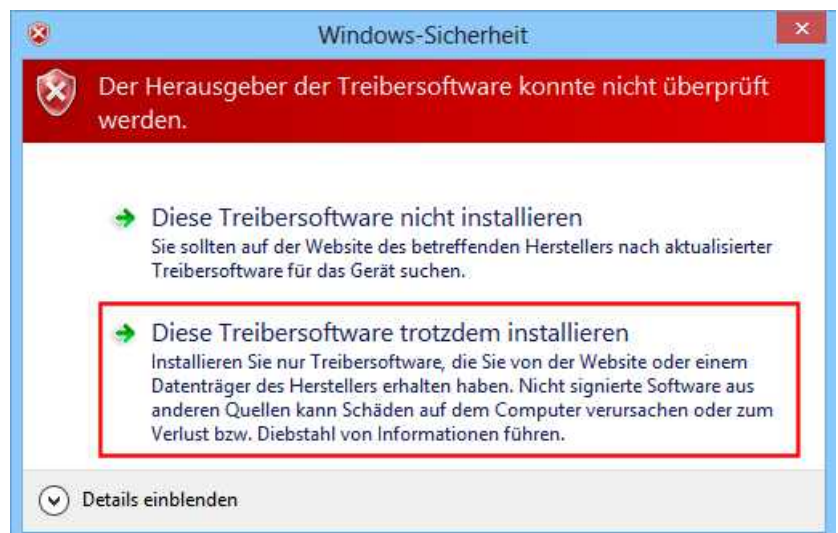 Windows-Sicherheit
Der Herausgeber der Treibersoftware konnte nicht überprüft
werden.
Diese Treibersoftware nicht installieren
Sie sollten auf der Website des betreffenden Herstellers nach aktualisierter
Treibersoftware für das Gerät suchen.
Diese Treibersoftware trotzdem installieren
Installieren Sie nur Treibersoftware, die Sie von der Website oder einem
Datenträger des Herstellers erhalten haben. Nicht signierte Software aus
anderen Quellen kann Schäden auf dem Computer verursachen oder zum
Verlust bzw. Diebstahl von Informationen führen.
Details einblenden